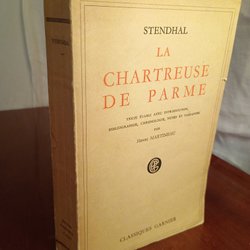 STENDHAL
LA
CHARTREUSE
DE PARME
TEXTE ÉTABLI AVEC INTRODUCTION,
BIBLIOGRAPHIE, CHRONOLOGIE, NOTES ET VARIANTES
PAR
HENRI MARTINEAU
CLASSIQUES GARNIER
STENDHAL